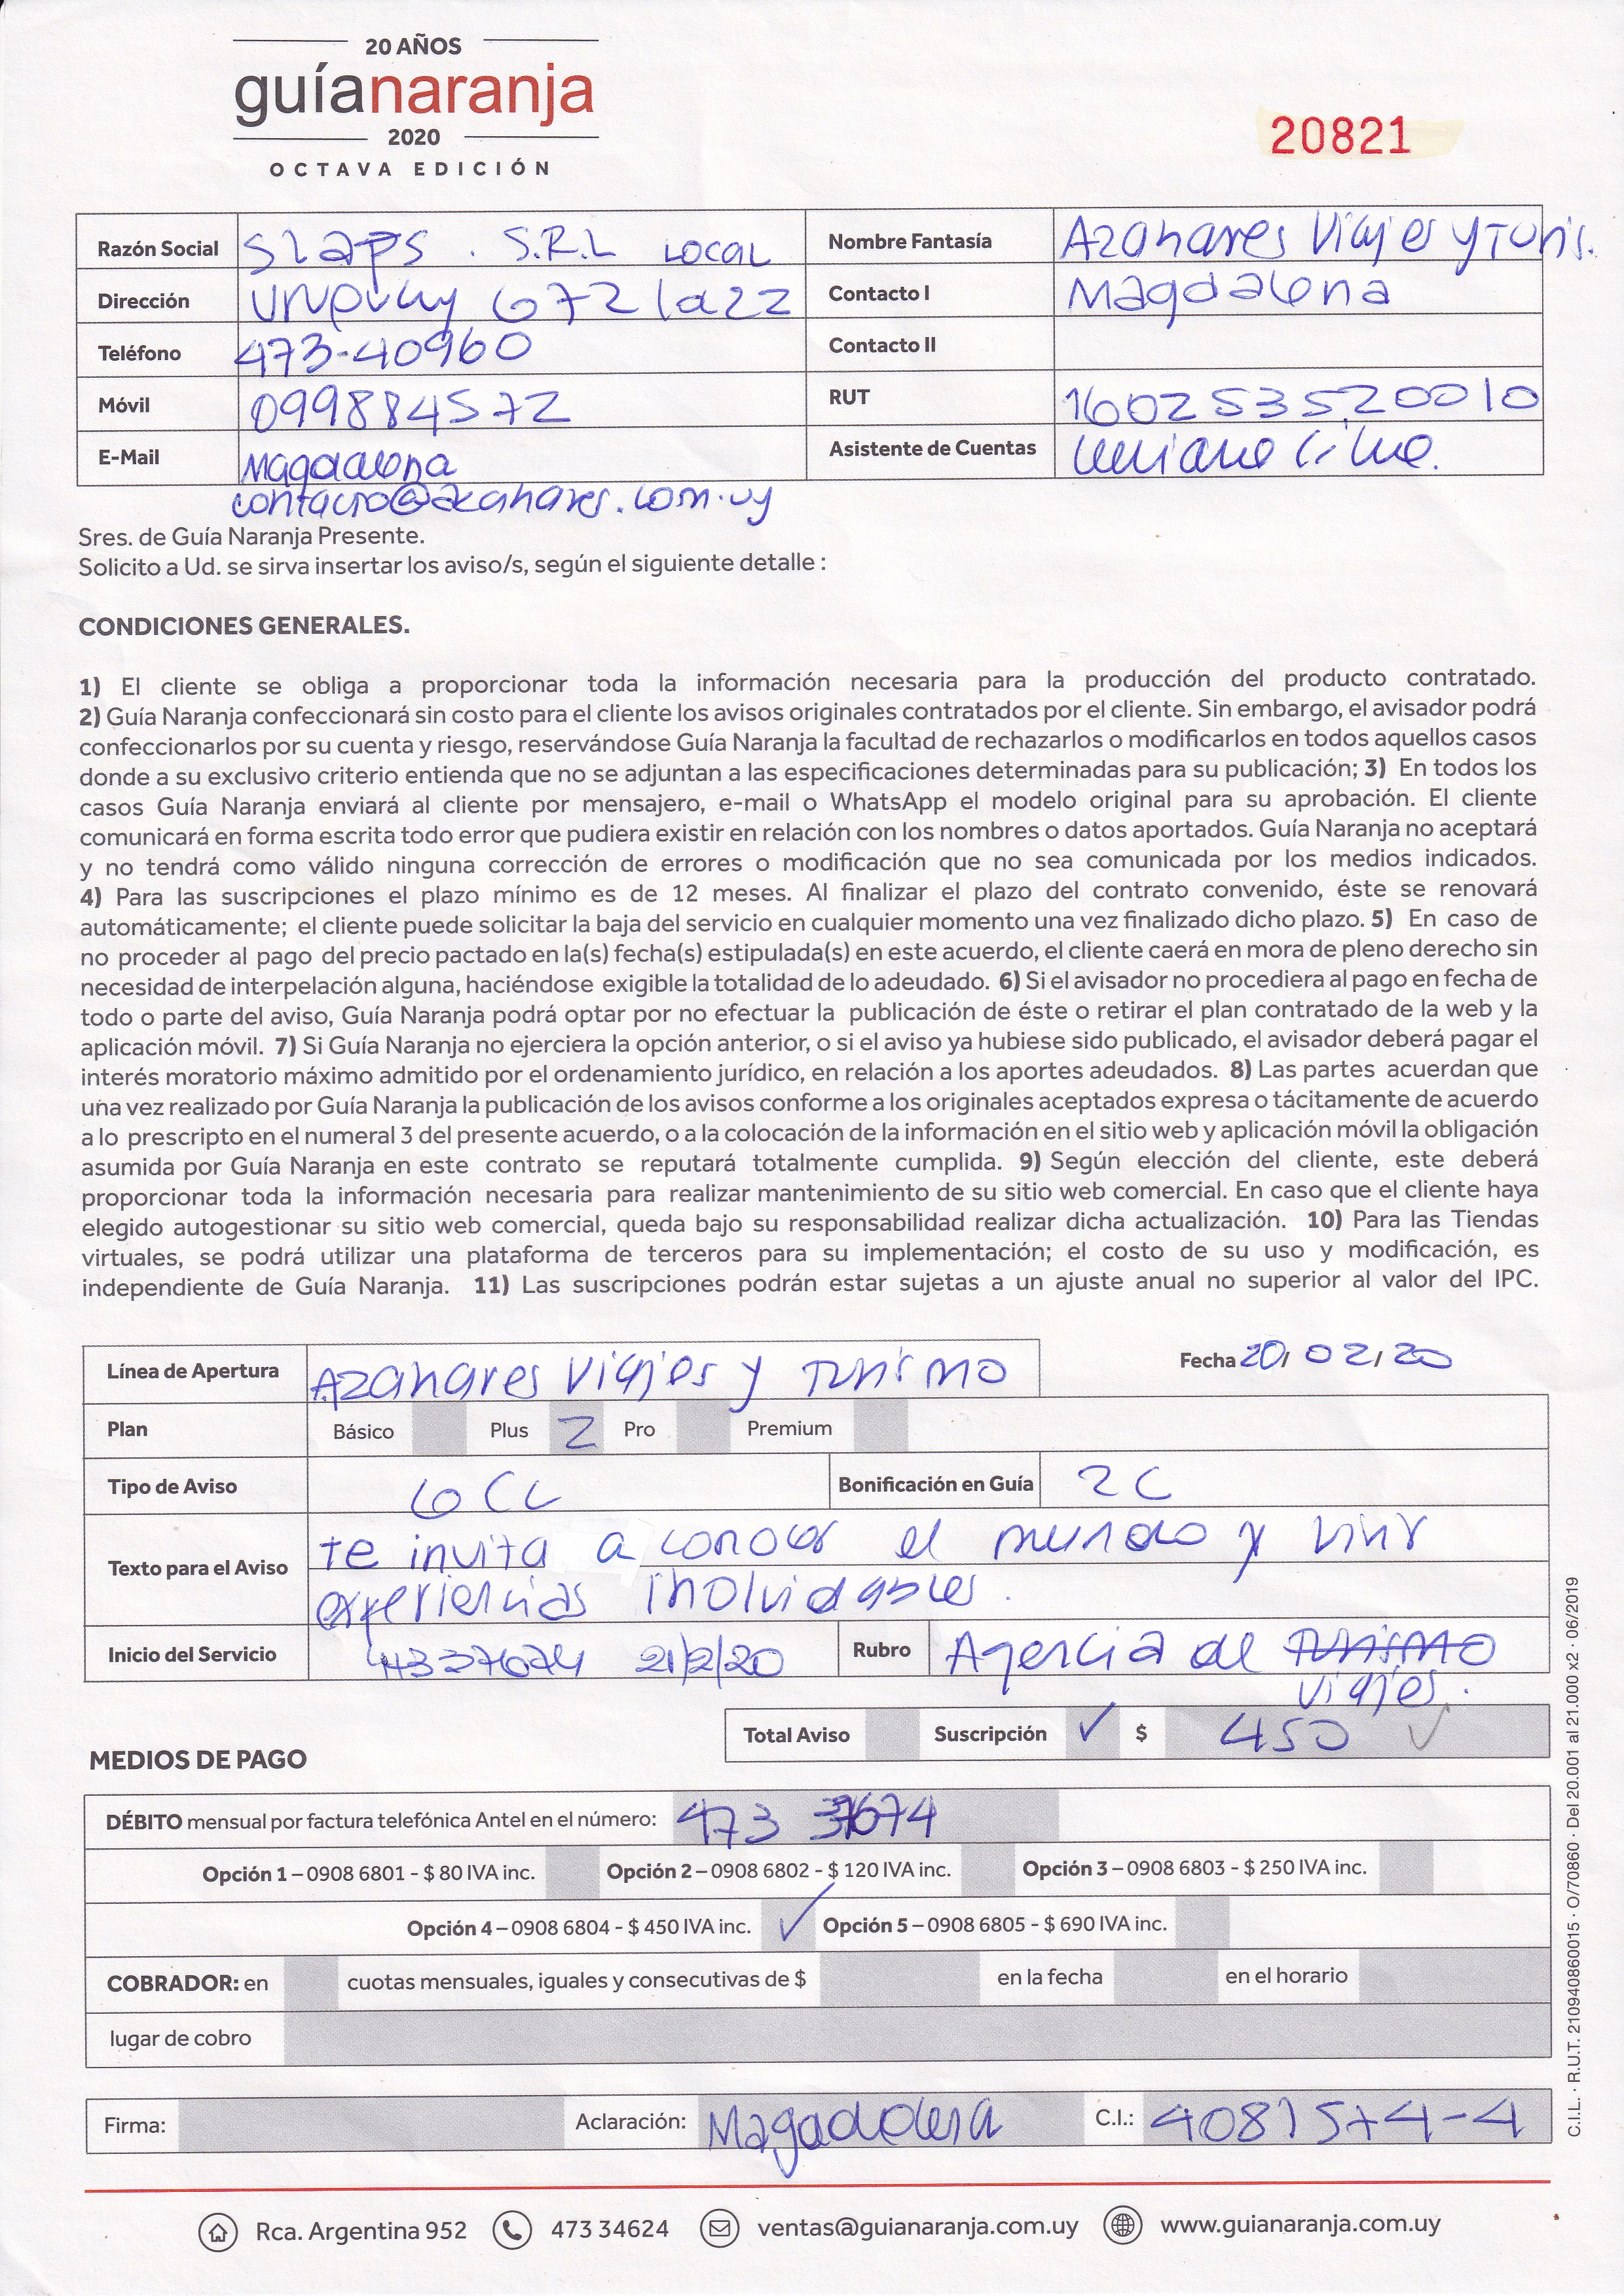 20 AÑOS
guíanaranja
2020
OCTAVA EDICIÓN
20821
Razón Social Slaps. S.R.L LOCAL Nombre Fantasía Azahares Viajes y Turis.
Dirección Uruguay 672 Contacto I Magdalena
Teléfono 473-40960 Contacto II
Móvil 099884572 RUT 160253520010
E-Mail Magdalena Asistente de Cuentas
contacto@azahares.com.uy
Sres. de Guía Naranja Presente.
Solicito a Ud. se sirva insertar los aviso/s, según el siguiente detalle :
CONDICIONES GENERALES.
1) El cliente se obliga a proporcionar toda la información necesaria para la producción del producto contratado.
2) Guía Naranja confeccionará sin costo para el cliente los avisos originales contratados por el cliente. Sin embargo, el avisador podrá
confeccionarlos por su cuenta y riesgo, reservándose Guía Naranja la facultad de rechazarlos o modificarlos en todos aquellos casos
donde a su exclusivo criterio entienda que no se adjuntan a las especificaciones determinadas para su publicación; 3) En todos los
casos Guía Naranja enviará al cliente por mensajero, e-mail o WhatsApp el modelo original para su aprobación. El cliente
comunicará en forma escrita todo error que pudiera existir en relación con los nombres o datos aportados. Guía Naranja no aceptará
y no tendrá como válido ninguna corrección de errores o modificación que no sea comunicada por los medios indicados.
4) Para las suscripciones el plazo mínimo es de 12 meses. Al finalizar el plazo del contrato convenido, éste se renovará
automáticamente; el cliente puede solicitar la baja del servicio en cualquier momento una vez finalizado dicho plazo. 5) En caso de
no proceder al pago del precio pactado en la(s) fecha(s) estipulada(s) en este acuerdo, el cliente caerá en mora de pleno derecho sin
necesidad de interpelación alguna, haciéndose exigible la totalidad de lo adeudado. 6) Si el avisador no procediera al pago en fecha de
todo o parte del aviso, Guía Naranja podrá optar por no efectuar la publicación de éste o retirar el plan contratado de la web y la
aplicación móvil. 7) Si Guía Naranja no ejerciera la opción anterior, o si el aviso ya hubiese sido publicado, el avisador deberá pagar el
interés moratorio máximo admitido por el ordenamiento jurídico, en relación a los aportes adeudados. 8) Las partes acuerdan que
una vez realizado por Guía Naranja la publicación de los avisos conforme a los originales aceptados expresa o tácitamente de acuerdo
a lo prescripto en el numeral 3 del presente acuerdo, o a la colocación de la información en el sitio web y aplicación móvil la obligación
asumida por Guía Naranja en este contrato se reputará totalmente cumplida. 9) Según elección del cliente, este deberá
proporcionar toda la información necesaria para realizar mantenimiento de su sitio web comercial. En caso que el cliente haya
elegido autogestionar su sitio web comercial, queda bajo su responsabilidad realizar dicha actualización. 10) Para las Tiendas
virtuales, se podrá utilizar una plataforma de terceros para su implementación; el costo de su uso y modificación, es
independiente de Guía Naranja. 11) Las suscripciones podrán estar sujetas a un ajuste anual no superior al valor del IPC.
Línea de Apertura Azahares Viajes y Turismo Fecha 20/ 02/ 20
Plan Básico Plus 2 Pro Premium
Tipo de Aviso 6CC Bonificación en Guía 2C
Texto para el Aviso te invita a conocer el mundo y vivir
experiencias inolvidables.
Inicio del Servicio 21/2/20 Rubro Agencia de Turismo
viajes.
Total Aviso Suscripción ✓ $ 450 ✓
MEDIOS DE PAGO
DÉBITO mensual por factura telefónica Antel en el número: 473 37674
Opción 1 – 0908 6801 - $ 80 IVA inc. Opción 2 – 0908 6802 - $ 120 IVA inc. Opción 3 – 0908 6803 - $ 250 IVA inc.
Opción 4 – 0908 6804 - $ 450 IVA inc. ✓ Opción 5 – 0908 6805 - $ 690 IVA inc.
COBRADOR: en cuotas mensuales, iguales y consecutivas de $ en la fecha en el horario
lugar de cobro
Firma: Aclaración: Magadalena C.I.: 4081574-4
Rca. Argentina 952 473 34624 ventas@guianaranja.com.uy www.guianaranja.com.uy
C.I.L. · R.U.T. 210940860015 · O/70860 · Del 20.001 al 21.000 x2 · 06/2019